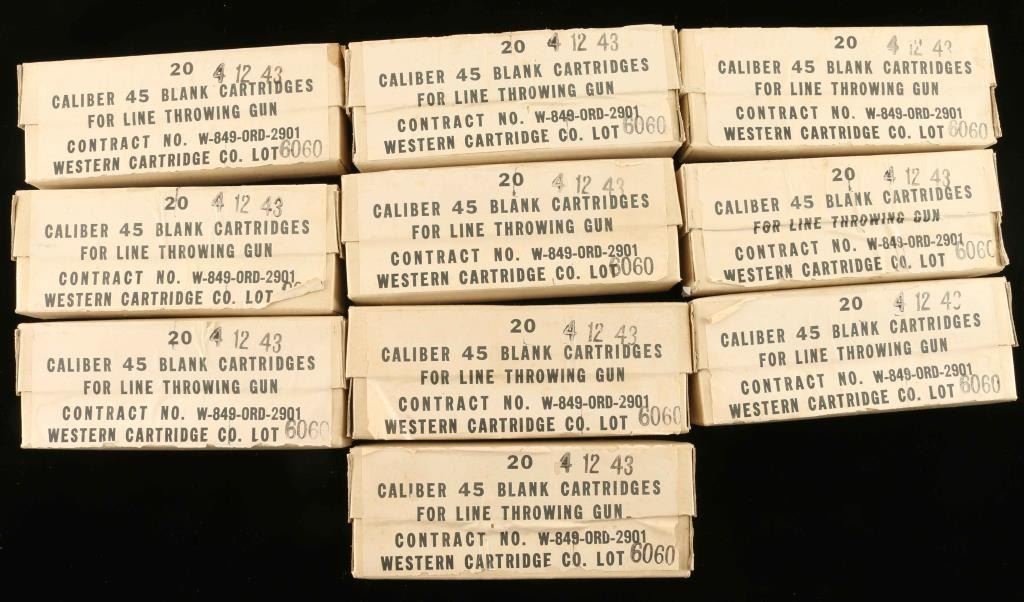 20 4 12 43
CALIBER 45 BLANK CARTRIDGES
FOR LINE THROWING GUN
CONTRACT NO. W-849-ORD-2901
WESTERN CARTRIDGE CO. LOT 6060
20 4 12 43
CALIBER 45 BLANK CARTRIDGES
FOR LINE THROWING GUN
CONTRACT NO. W-849-ORD-2901
WESTERN CARTRIDGE CO. LOT 6060
20 4 12 43
CALIBER 45 BLANK CARTRIDGES
FOR LINE THROWING GUN
CONTRACT NO. W-849-ORD-2901
WESTERN CARTRIDGE CO. LOT 6060
20 4 12 43
CALIBER 45 BLANK CARTRIDGES
FOR LINE THROWING GUN
CONTRACT NO. W-849-ORD-2901
WESTERN CARTRIDGE CO. LOT
20 4 12 43
CALIBER 45 BLANK CARTRIDGES
FOR LINE THROWING GUN
CONTRACT NO. W-849-ORD-2901
WESTERN CARTRIDGE CO. LOT 6060
20 4 12 43
CALIBER 45 BLANK CARTRIDGES
FOR LINE THROWING GUN
CONTRACT NO. W-849-ORD-2901
WESTERN CARTRIDGE CO. LOT 6060
20 4 12 43
CALIBER 45 BLANK CARTRIDGES
FOR LINE THROWING GUN
CONTRACT NO. W-849-ORD-2901
WESTERN CARTRIDGE CO. LOT 6060
20 4 12 43
CALIBER 45 BLANK CARTRIDGES
FOR LINE THROWING GUN
CONTRACT NO. W-849-ORD-2901
WESTERN CARTRIDGE CO. LOT 6060
20 4 12 43
CALIBER 45 BLANK CARTRIDGES
FOR LINE THROWING GUN
CONTRACT NO. W-849-ORD-2901
WESTERN CARTRIDGE CO. LOT 6060
20 4 12 43
CALIBER 45 BLANK CARTRIDGES
FOR LINE THROWING GUN
CONTRACT NO. W-849-ORD-2901
WESTERN CARTRIDGE CO. LOT 6060